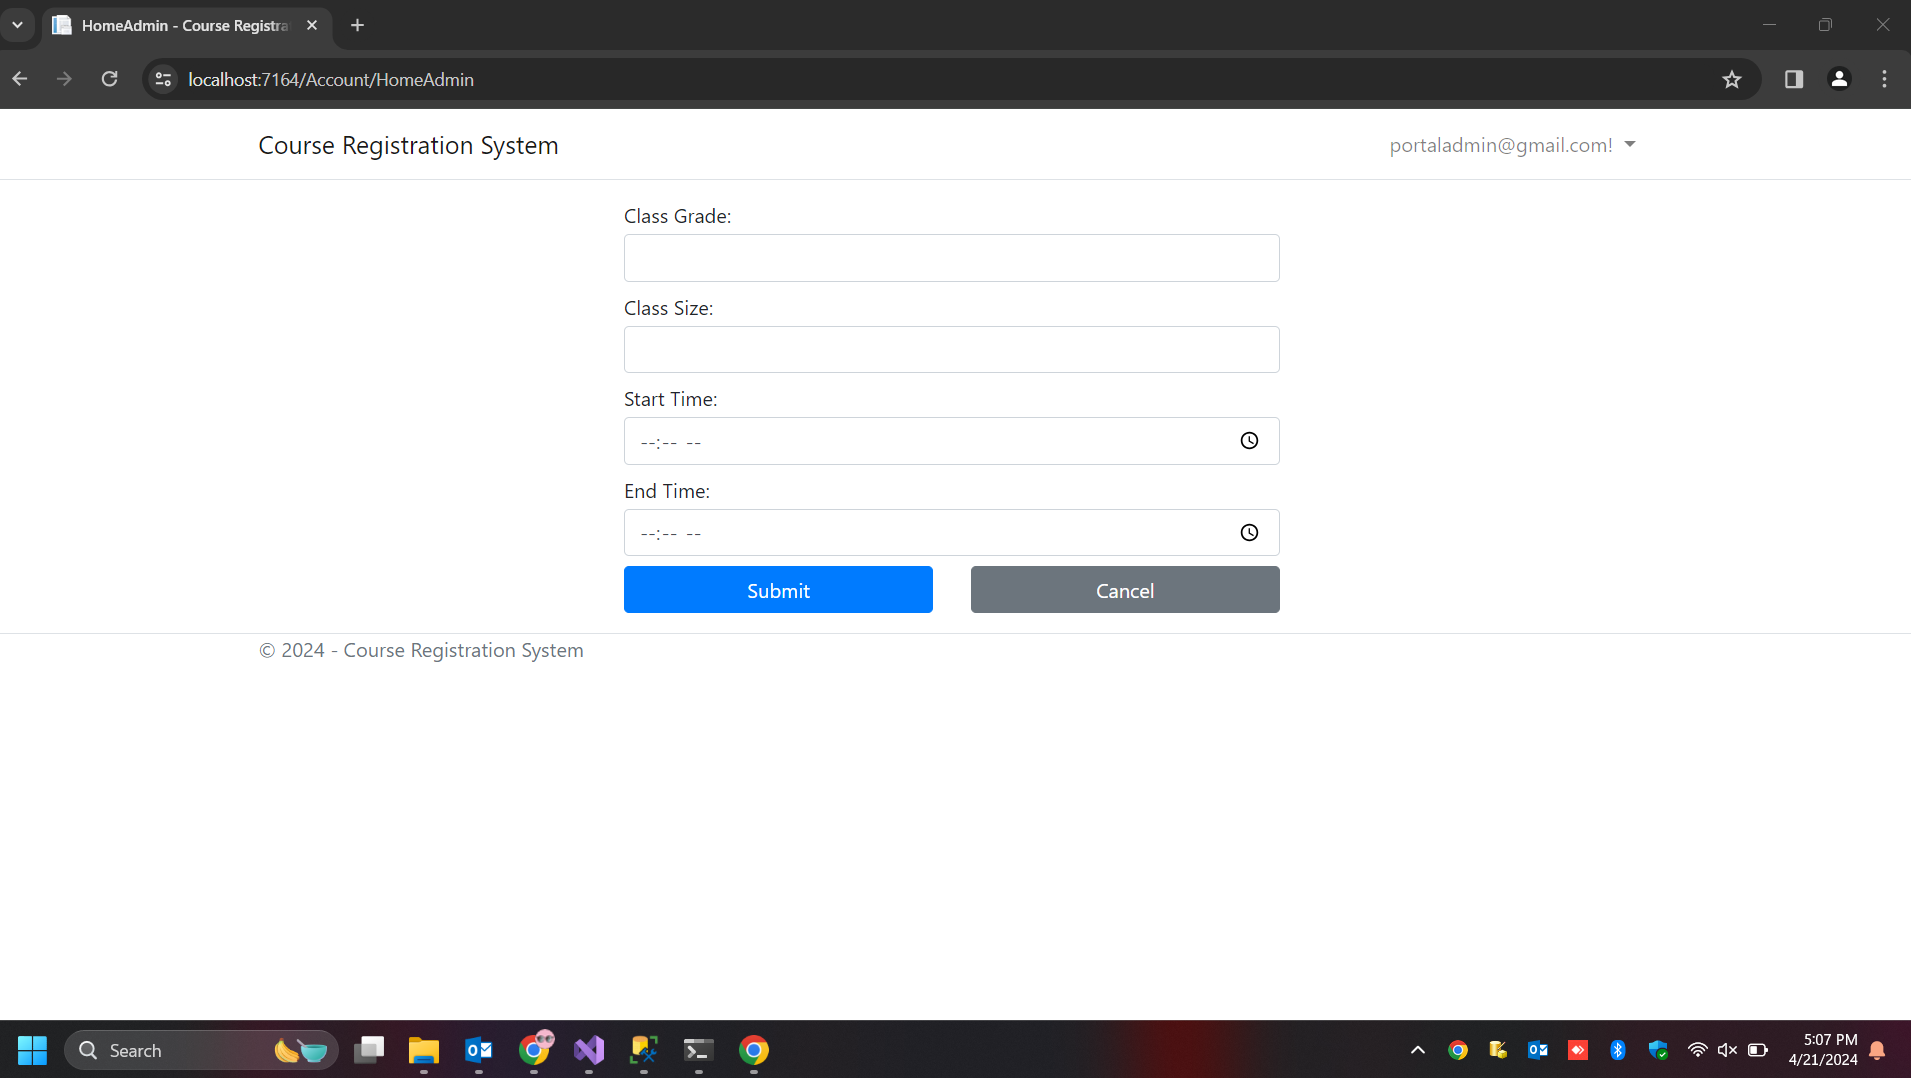 HomeAdmin - Course Registra
localhost:7164/Account/HomeAdmin
Course Registration System
portaladmin@gmail.com!
Class Grade:
Class Size:
Start Time:
--:-- --
End Time:
--:-- --
Submit
Cancel
© 2024 - Course Registration System
Search
5:07 PM
4/21/2024